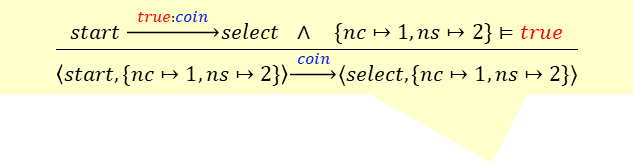 start —true:coin→ select ∧ {nc ↦ 1, ns ↦ 2} ⊨ true
⟨start, {nc ↦ 1, ns ↦ 2}⟩ —coin→ ⟨select, {nc ↦ 1, ns ↦ 2}⟩